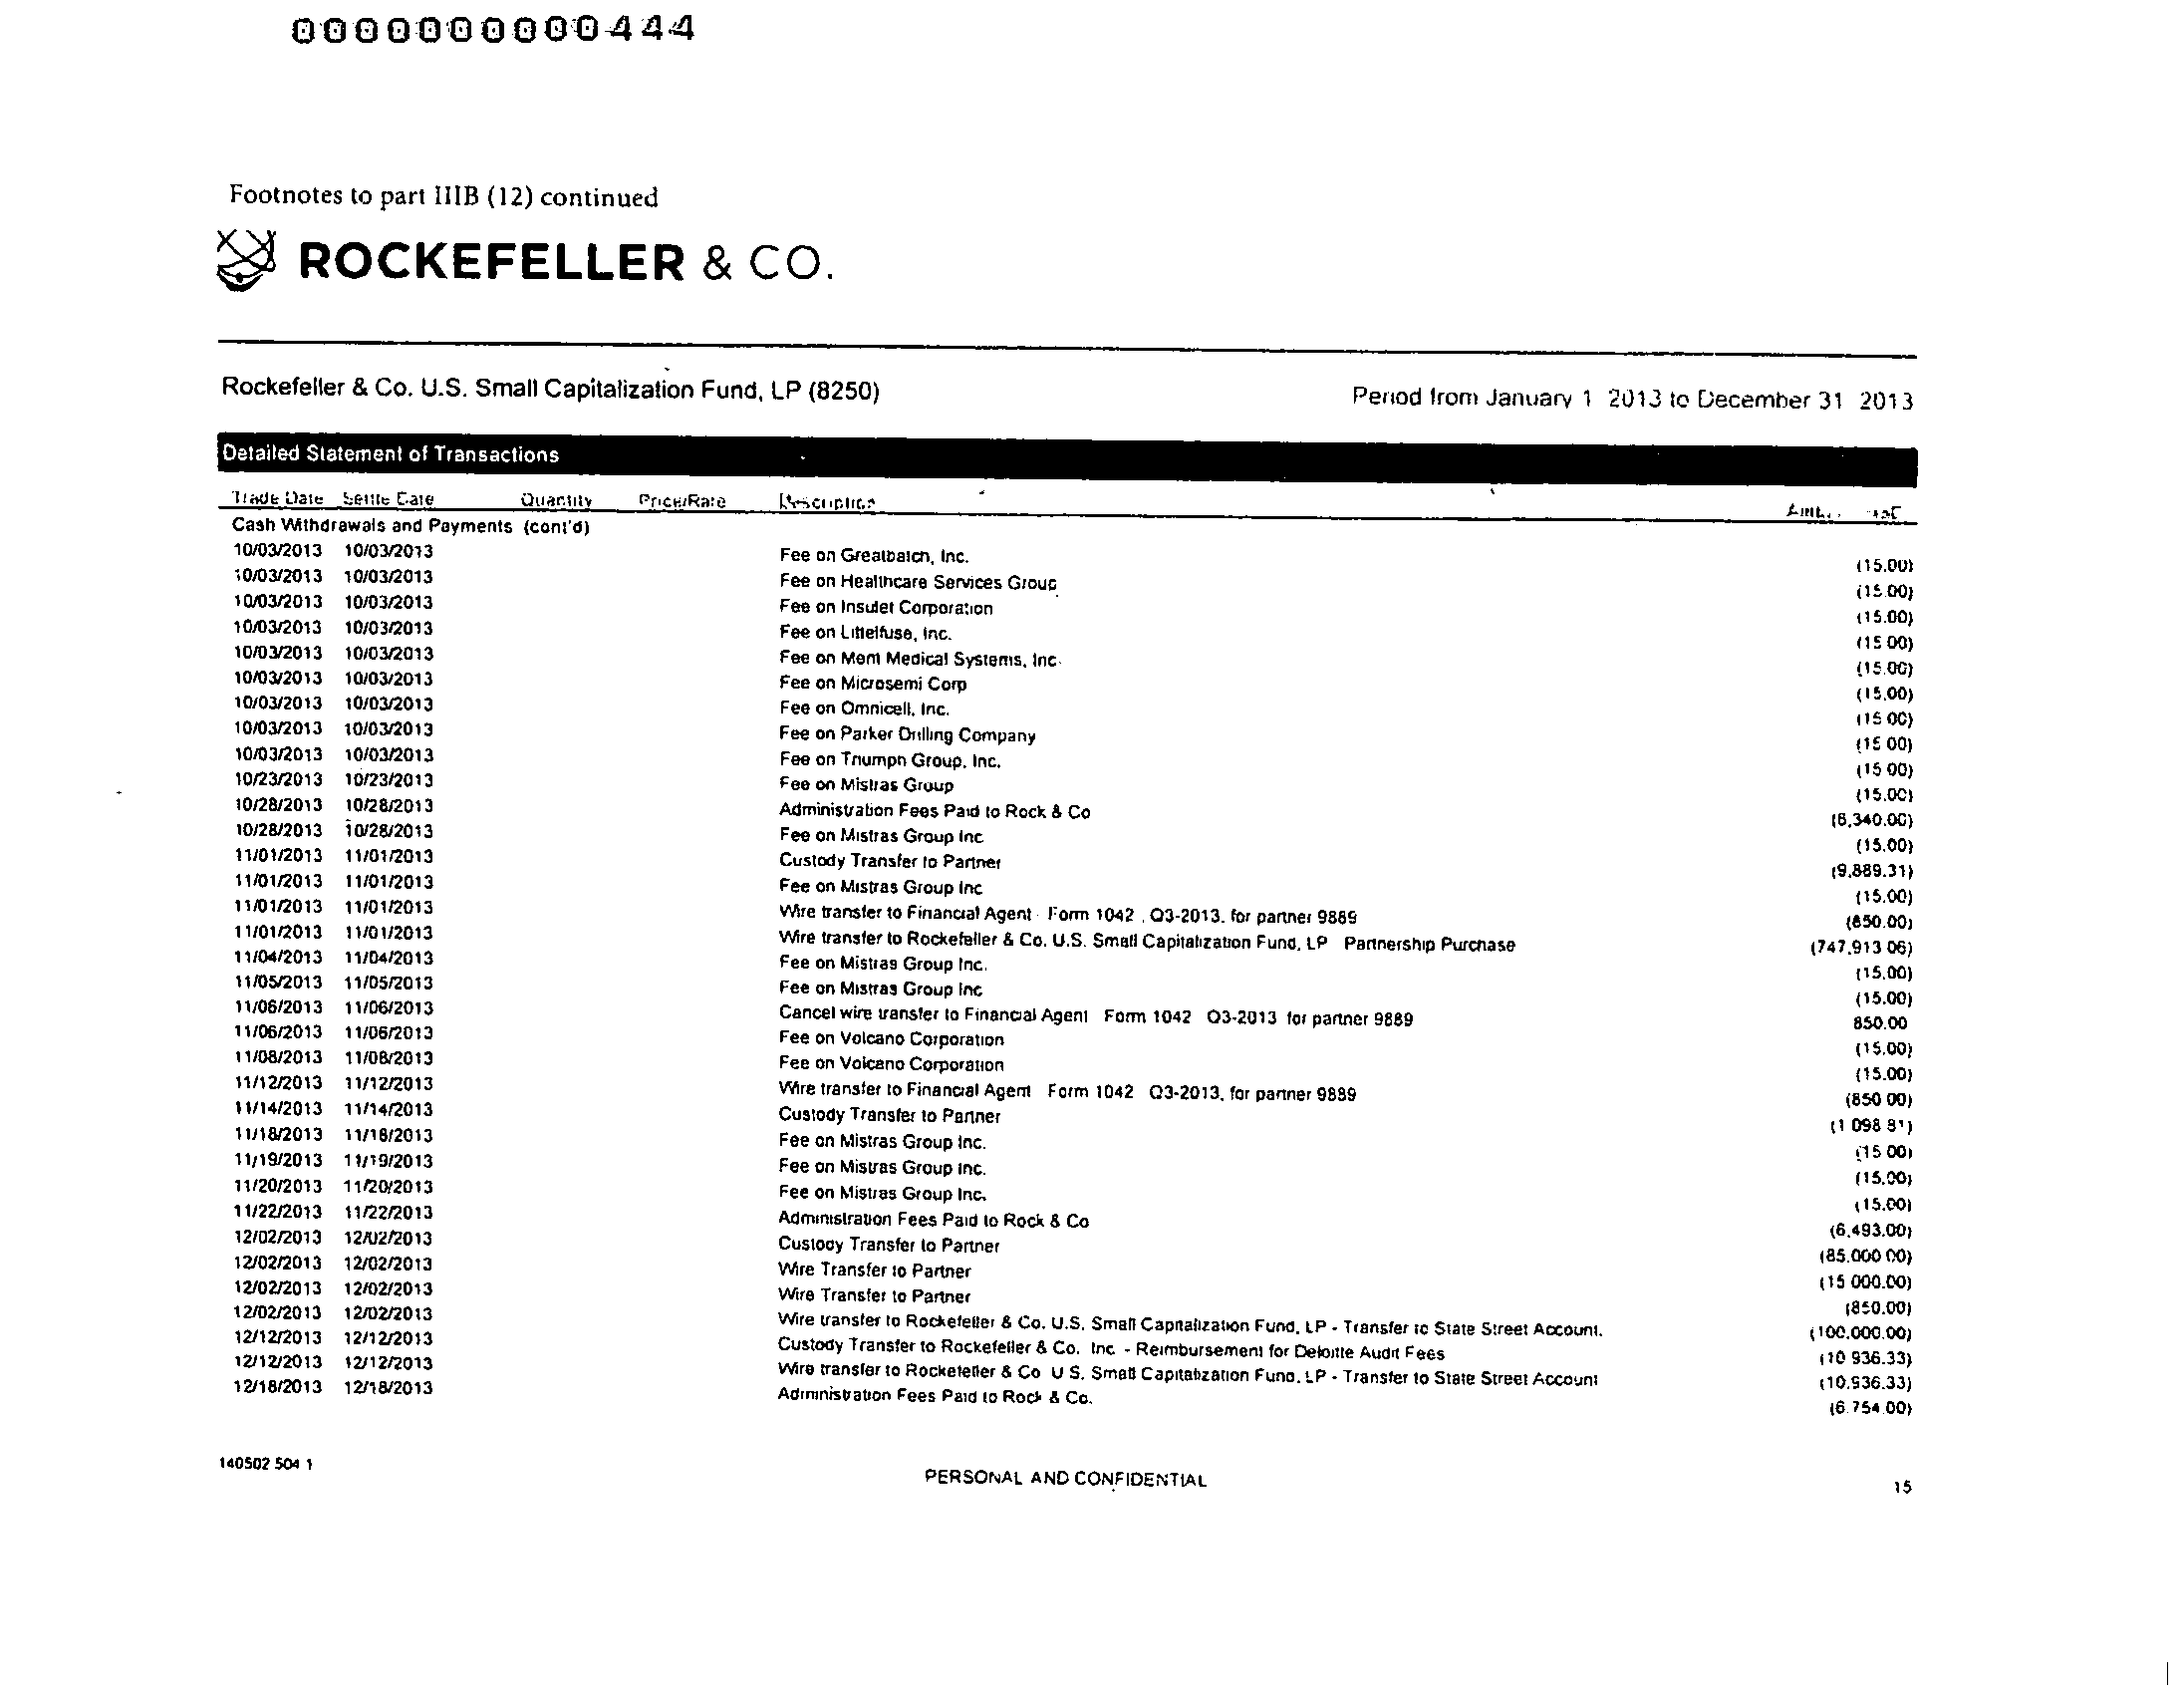 0000000000444
Footnotes to part IIIB (12) continued
ROCKEFELLER & CO.
Rockefeller & Co. U.S. Small Capitalization Fund, LP (8250) Period from January 1 2013 to December 31 2013
Detailed Statement of Transactions
Trade Date Settle Date Quantity Price/Rate Description
Cash Withdrawals and Payments (cont'd)
10/03/2013 10/03/2013 Fee on Greatbatch, Inc. (15.00)
10/03/2013 10/03/2013 Fee on Healthcare Services Group (15.00)
10/03/2013 10/03/2013 Fee on Insulet Corporation (15.00)
10/03/2013 10/03/2013 Fee on Littelfuse, Inc. (15 00)
10/03/2013 10/03/2013 Fee on Merit Medical Systems, Inc. (15.00)
10/03/2013 10/03/2013 Fee on Microsemi Corp (15.00)
10/03/2013 10/03/2013 Fee on Omnicell, Inc. (15 00)
10/03/2013 10/03/2013 Fee on Parker Drilling Company (15 00)
10/03/2013 10/03/2013 Fee on Triumph Group, Inc. (15 00)
10/23/2013 10/23/2013 Fee on Mistras Group (15.00)
10/28/2013 10/28/2013 Administration Fees Paid to Rock & Co (6,340.00)
10/28/2013 10/28/2013 Fee on Mistras Group Inc (15.00)
11/01/2013 11/01/2013 Custody Transfer to Partner (9,889.31)
11/01/2013 11/01/2013 Fee on Mistras Group Inc (15.00)
11/01/2013 11/01/2013 Wire transfer to Financial Agent - Form 1042 , Q3-2013, for partner 9889 (850.00)
11/01/2013 11/01/2013 Wire transfer to Rockefeller & Co. U.S. Small Capitalization Fund, LP Partnership Purchase (747,913 06)
11/04/2013 11/04/2013 Fee on Mistras Group Inc. (15.00)
11/05/2013 11/05/2013 Fee on Mistras Group Inc (15.00)
11/06/2013 11/06/2013 Cancel wire transfer to Financial Agent Form 1042 Q3-2013 for partner 9889 850.00
11/06/2013 11/06/2013 Fee on Volcano Corporation (15.00)
11/08/2013 11/08/2013 Fee on Volcano Corporation (15.00)
11/12/2013 11/12/2013 Wire transfer to Financial Agent Form 1042 Q3-2013, for partner 9889 (850 00)
11/14/2013 11/14/2013 Custody Transfer to Partner (1 098 81)
11/18/2013 11/18/2013 Fee on Mistras Group Inc. (15 00)
11/19/2013 11/19/2013 Fee on Mistras Group Inc. (15.00)
11/20/2013 11/20/2013 Fee on Mistras Group Inc. (15.00)
11/22/2013 11/22/2013 Administration Fees Paid to Rock & Co (6,493.00)
12/02/2013 12/02/2013 Custody Transfer to Partner (85,000 00)
12/02/2013 12/02/2013 Wire Transfer to Partner (15 000.00)
12/02/2013 12/02/2013 Wire Transfer to Partner (850.00)
12/02/2013 12/02/2013 Wire transfer to Rockefeller & Co. U.S. Small Capitalization Fund, LP - Transfer to State Street Account. (100,000.00)
12/12/2013 12/12/2013 Custody Transfer to Rockefeller & Co. Inc. - Reimbursement for Deloitte Audit Fees (10 936.33)
12/12/2013 12/12/2013 Wire transfer to Rockefeller & Co U S. Small Capitalization Fund, LP - Transfer to State Street Account (10,936.33)
12/18/2013 12/18/2013 Administration Fees Paid to Rock & Co. (6 754.00)
140502 504 1 PERSONAL AND CONFIDENTIAL 15